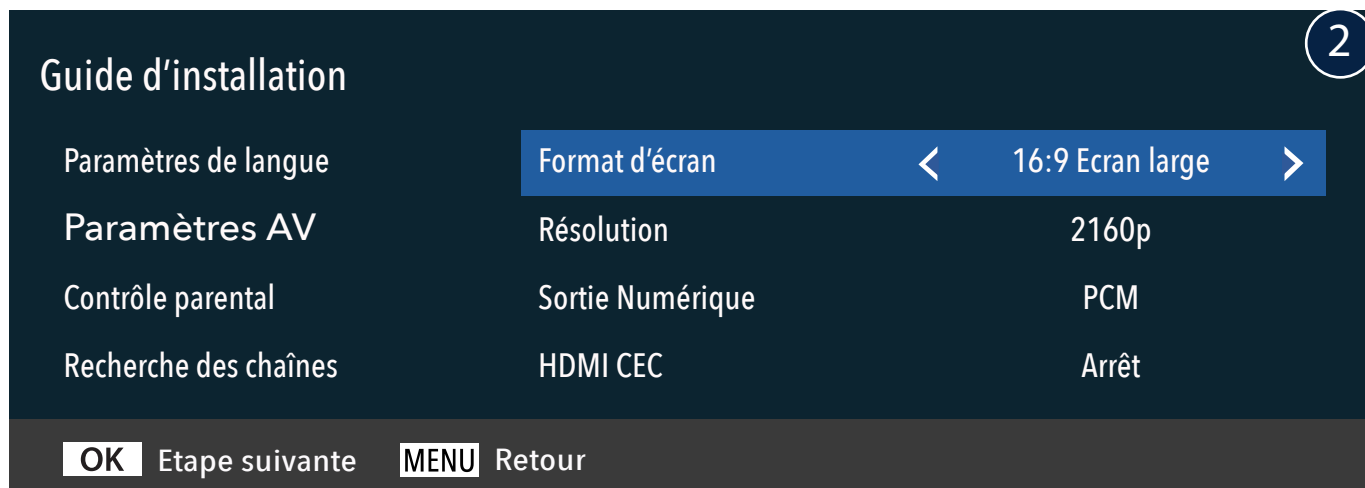 2
Guide d’installation
Paramètres de langue
Format d’écran < 16:9 Ecran large >
Paramètres AV
Résolution 2160p
Contrôle parental
Sortie Numérique PCM
Recherche des chaînes
HDMI CEC Arrêt
OK Etape suivante MENU Retour